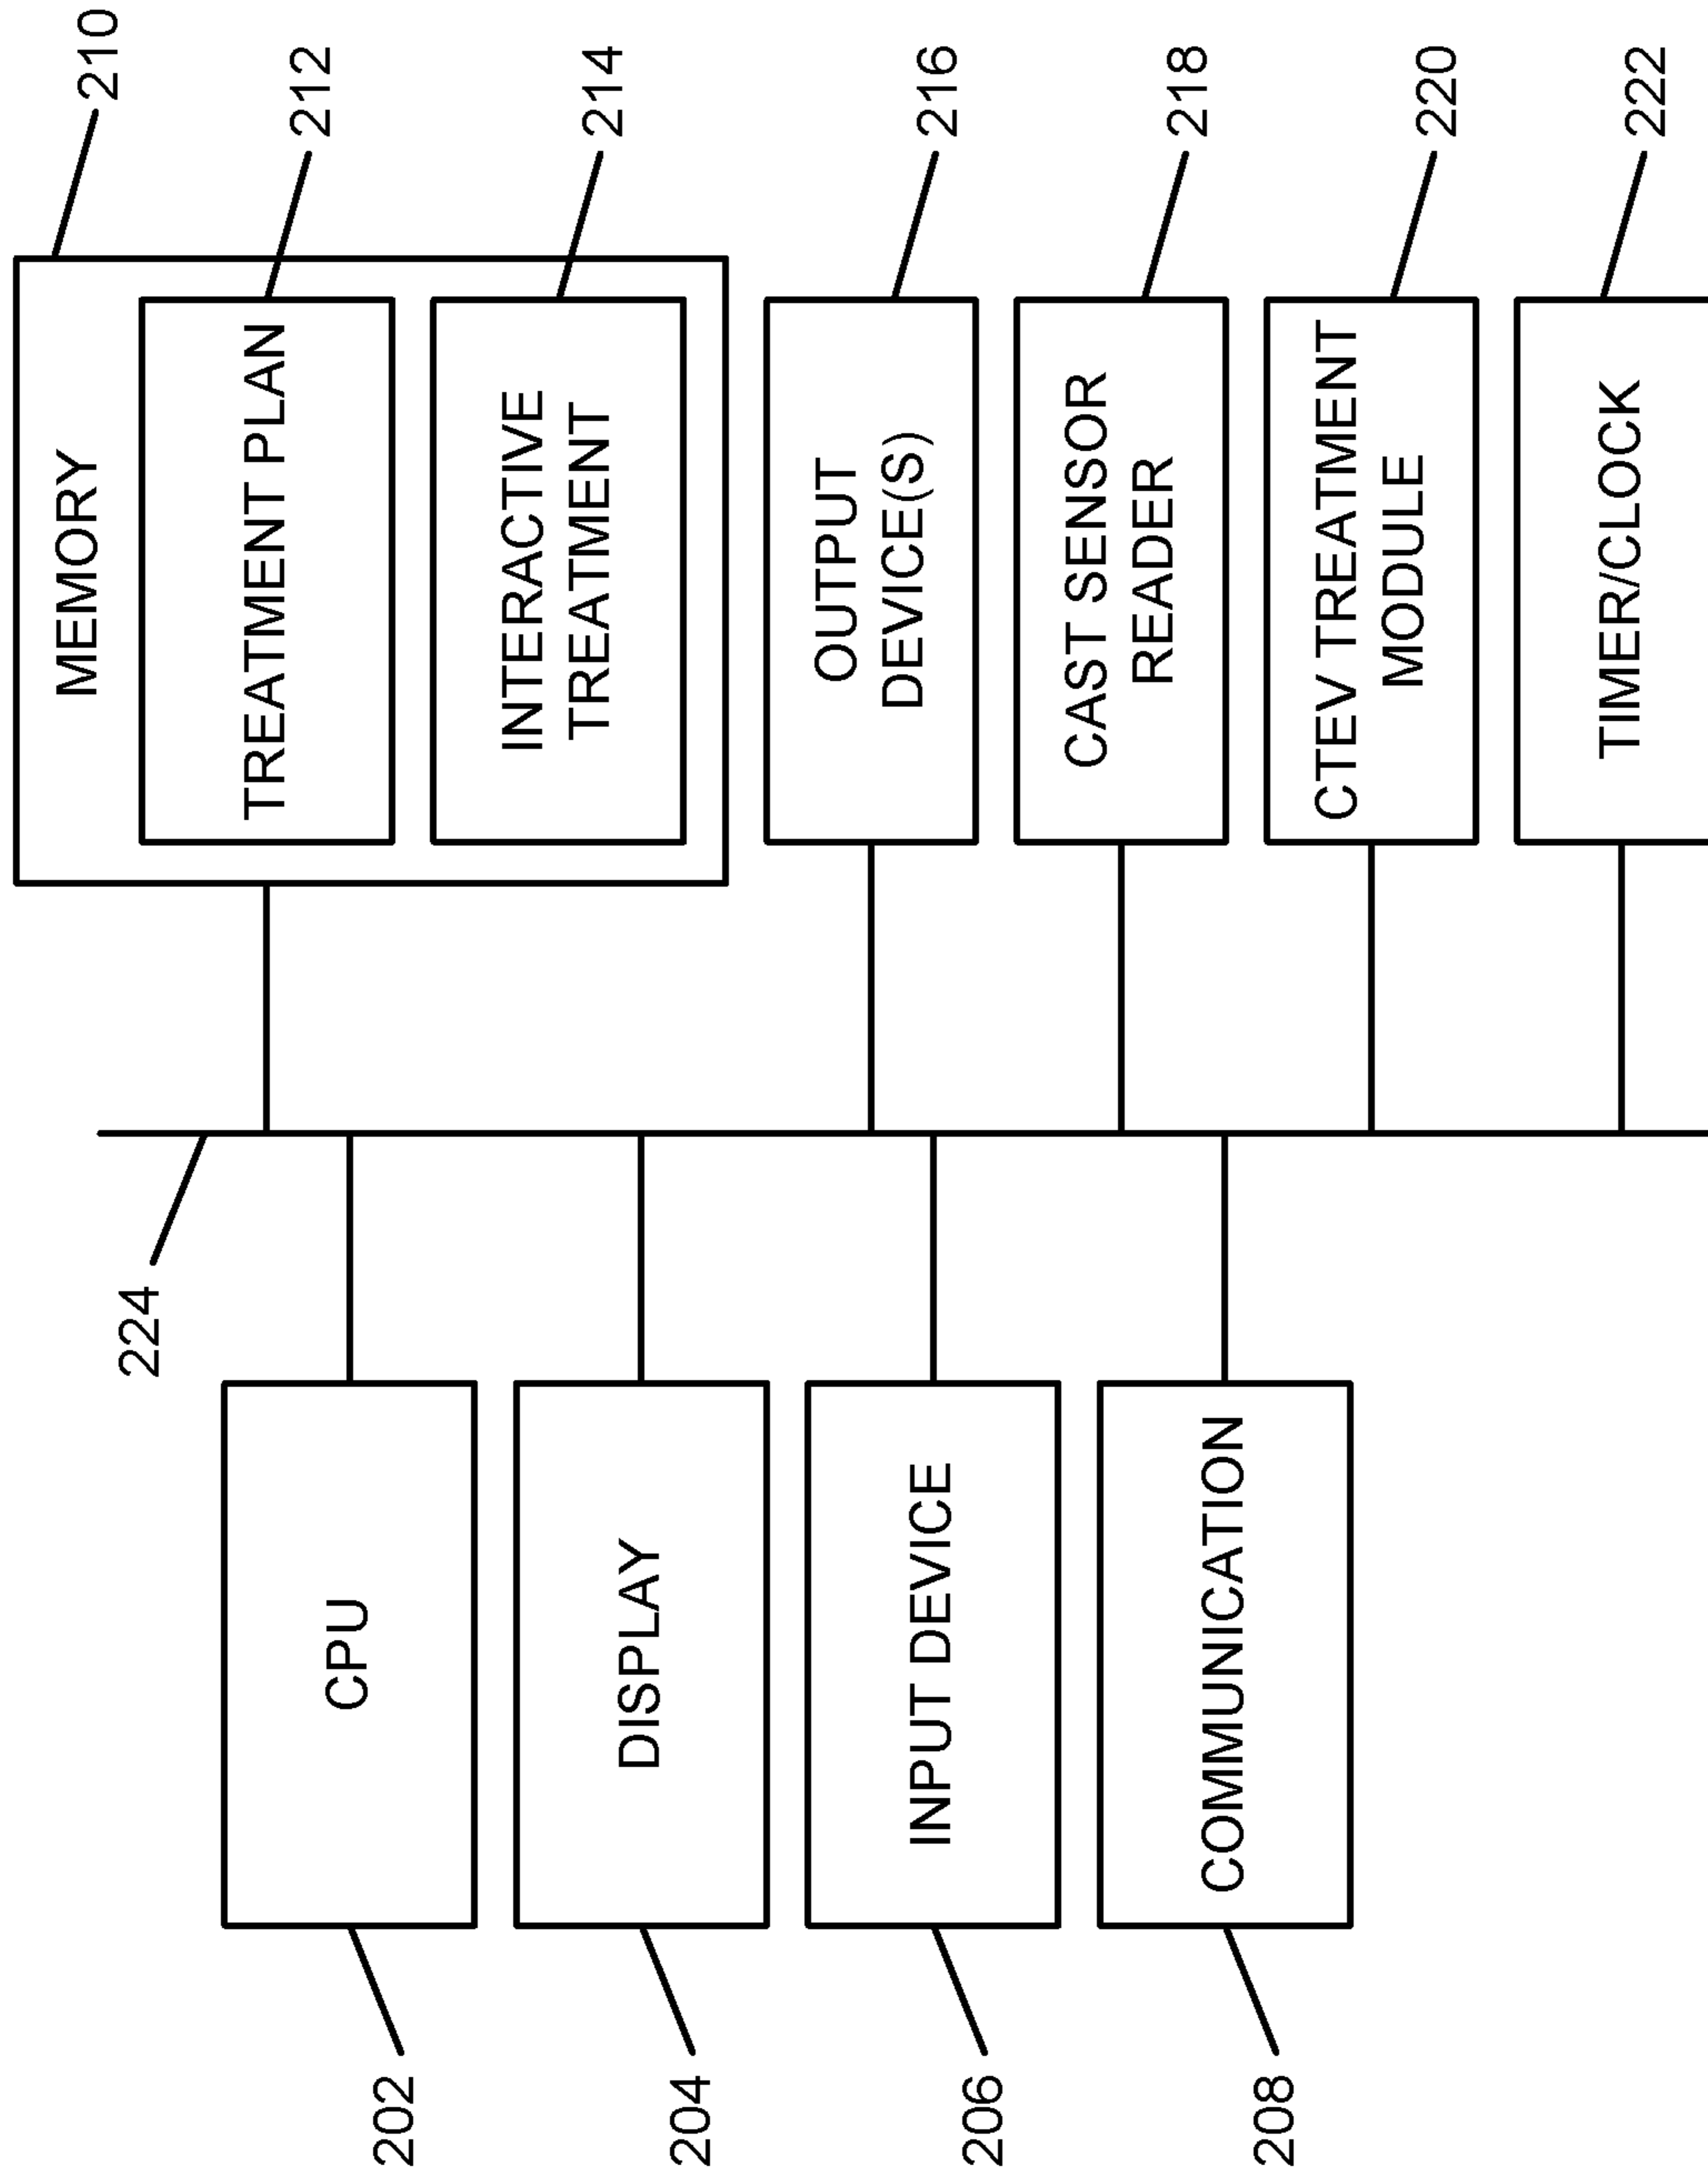 MEMORY
210
TREATMENT PLAN
212
INTERACTIVE
TREATMENT
214
OUTPUT
DEVICE(S)
216
CAST SENSOR
READER
218
CTEV TREATMENT
MODULE
220
TIMER/CLOCK
222
224
CPU
202
DISPLAY
204
INPUT DEVICE
206
COMMUNICATION
208